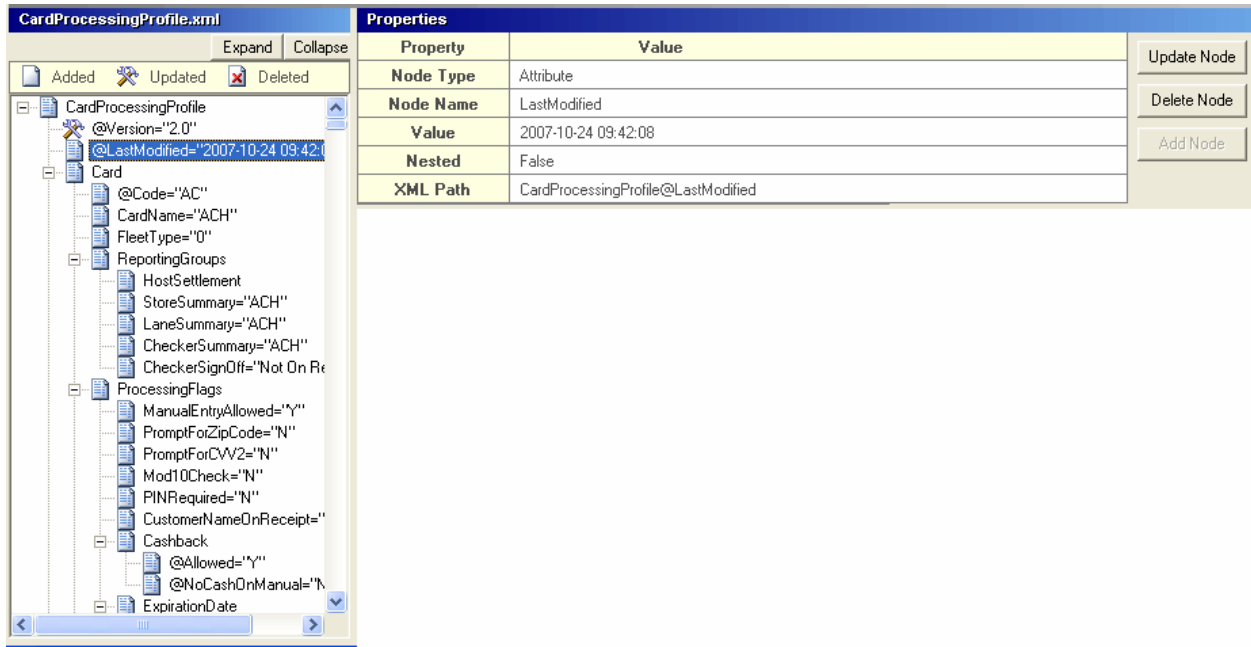 CardProcessingProfile.xml
Expand Collapse
Added Updated Deleted
CardProcessingProfile
@Version="2.0"
@LastModified="2007-10-24 09:42:0
Card
@Code="AC"
CardName="ACH"
FleetType="0"
ReportingGroups
HostSettlement
StoreSummary="ACH"
LaneSummary="ACH"
CheckerSummary="ACH"
CheckerSignOff="Not On Re
ProcessingFlags
ManualEntryAllowed="Y"
PromptForZipCode="N"
PromptForCVV2="N"
Mod10Check="N"
PINRequired="N"
CustomerNameOnReceipt="
Cashback
@Allowed="Y"
@NoCashOnManual="N
ExpirationDate
Properties
Property Value
Node Type Attribute
Node Name LastModified
Value 2007-10-24 09:42:08
Nested False
XML Path CardProcessingProfile@LastModified
Update Node
Delete Node
Add Node